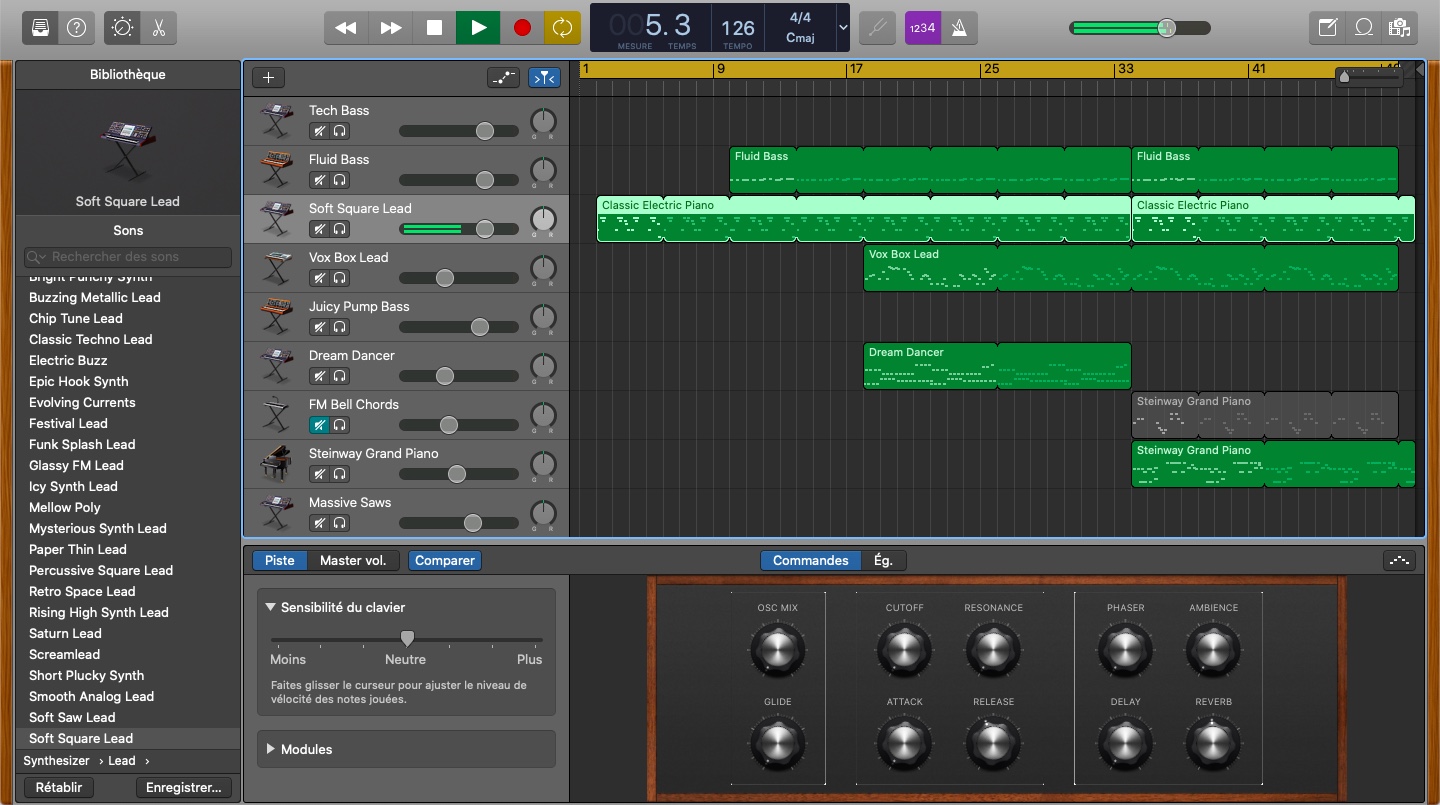 005.3
MESURE TEMPS
126
TEMPO
4/4
Cmaj
1234
Bibliothèque
Soft Square Lead
Sons
Rechercher des sons
Bright Punchy Synth
Buzzing Metallic Lead
Chip Tune Lead
Classic Techno Lead
Electric Buzz
Epic Hook Synth
Evolving Currents
Festival Lead
Funk Splash Lead
Glassy FM Lead
Icy Synth Lead
Mellow Poly
Mysterious Synth Lead
Paper Thin Lead
Percussive Square Lead
Retro Space Lead
Rising High Synth Lead
Saturn Lead
Screamlead
Short Plucky Synth
Smooth Analog Lead
Soft Saw Lead
Soft Square Lead
Synthesizer › Lead ›
Rétablir Enregistrer...
1 9 17 25 33 41
Tech Bass
G R
Fluid Bass
G R
Soft Square Lead
G R
Vox Box Lead
G R
Juicy Pump Bass
G R
Dream Dancer
G R
FM Bell Chords
G R
Steinway Grand Piano
G R
Massive Saws
G R
Fluid Bass Fluid Bass
Classic Electric Piano Classic Electric Piano
Vox Box Lead
Dream Dancer
Steinway Grand Piano
Steinway Grand Piano
Piste Master vol. Comparer
Commandes Ég.
Sensibilité du clavier
Moins Neutre Plus
Faites glisser le curseur pour ajuster le niveau de
vélocité des notes jouées.
Modules
OSC MIX CUTOFF RESONANCE PHASER AMBIENCE
GLIDE ATTACK RELEASE DELAY REVERB